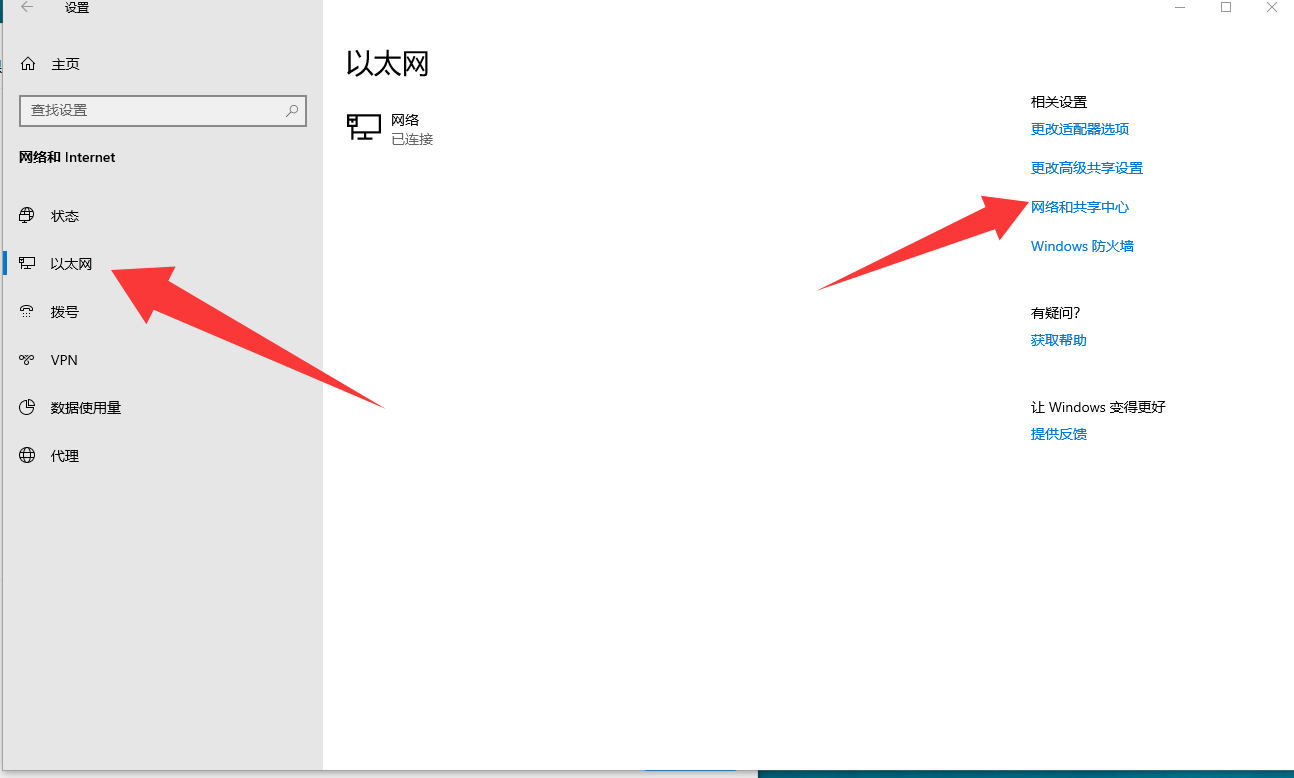 设置
主页
查找设置
网络和 Internet
状态
以太网
拨号
VPN
数据使用量
代理
以太网
网络
已连接
相关设置
更改适配器选项
更改高级共享设置
网络和共享中心
Windows 防火墙
有疑问?
获取帮助
让 Windows 变得更好
提供反馈